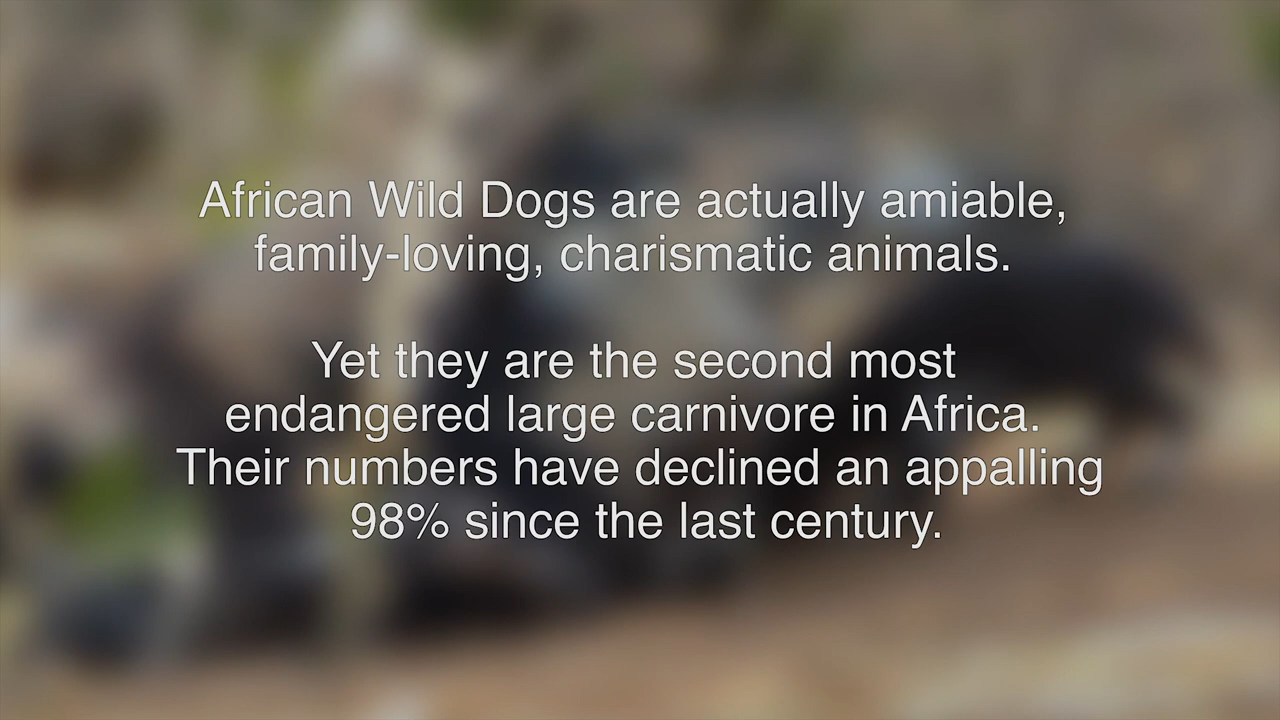 African Wild Dogs are actually amiable,
family-loving, charismatic animals.
Yet they are the second most
endangered large carnivore in Africa.
Their numbers have declined an appalling
98% since the last century.